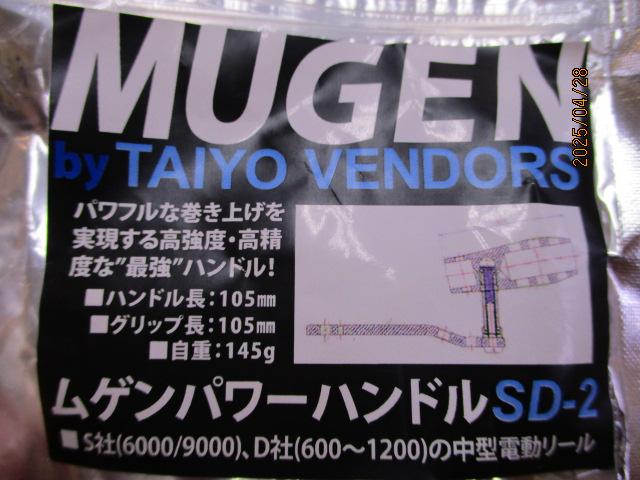 MUGEN
by TAIYO VENDORS
パワフルな巻き上げを
実現する高強度・高精
度な"最強"ハンドル!
■ハンドル長:105㎜
■グリップ長:105㎜
■自重:145g
ムゲンパワーハンドルSD-2
■S社(6000/9000)、D社(600～1200)の中型電動リール
2025/04/28